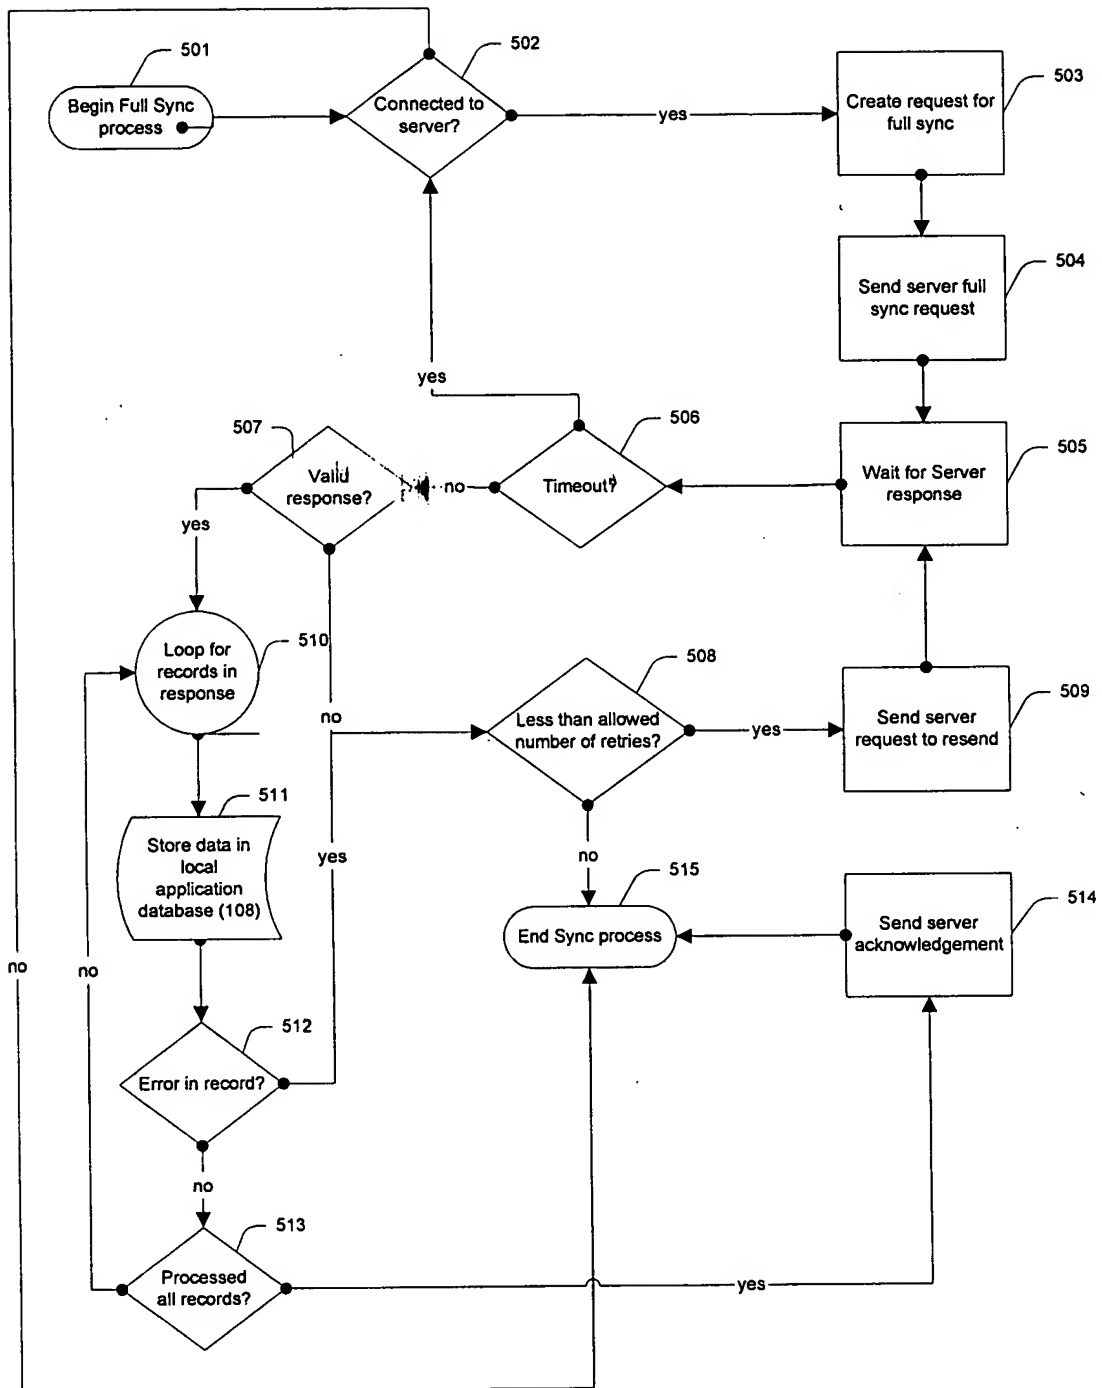 501
502
503
Begin Full Sync
process
Connected to
server?
yes
Create request for
full sync
504
Send server full
sync request
yes
507
506
505
Valid
response?
no
Timeout?
Wait for Server
response
yes
Loop for
records in
response
510
508
509
no
Less than allowed
number of retries?
yes
Send server
request to resend
511
Store data in
local
application
database (108)
yes
no
515
514
End Sync process
Send server
acknowledgement
no
no
512
Error in record?
no
513
Processed
all records?
yes